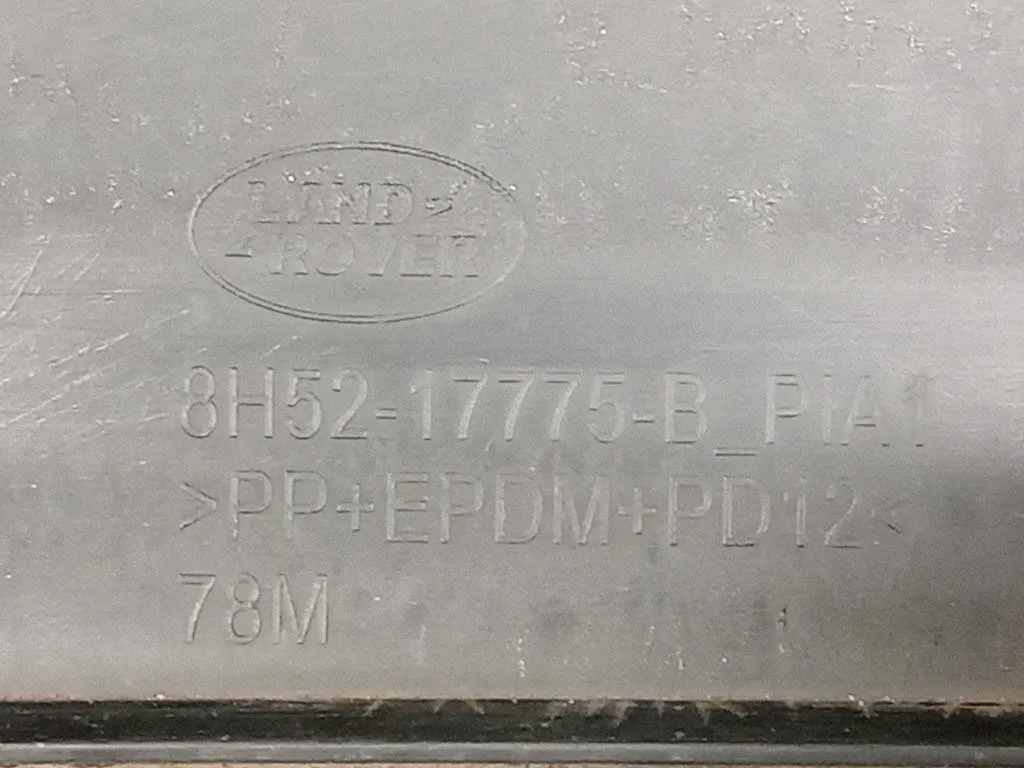 LAND
ROVER
8H52-17775-B_PIA1
>PP+EPDM+PD12<
78M